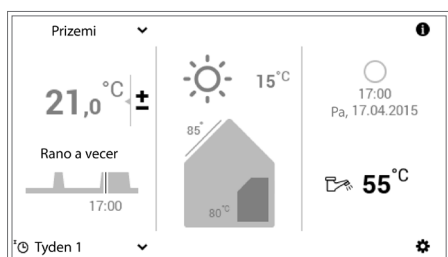 Prizemi
21,0°C ±
Rano a vecer
17:00
Tyden 1
15°C
85°
80°C
17:00
Pa, 17.04.2015
55°C